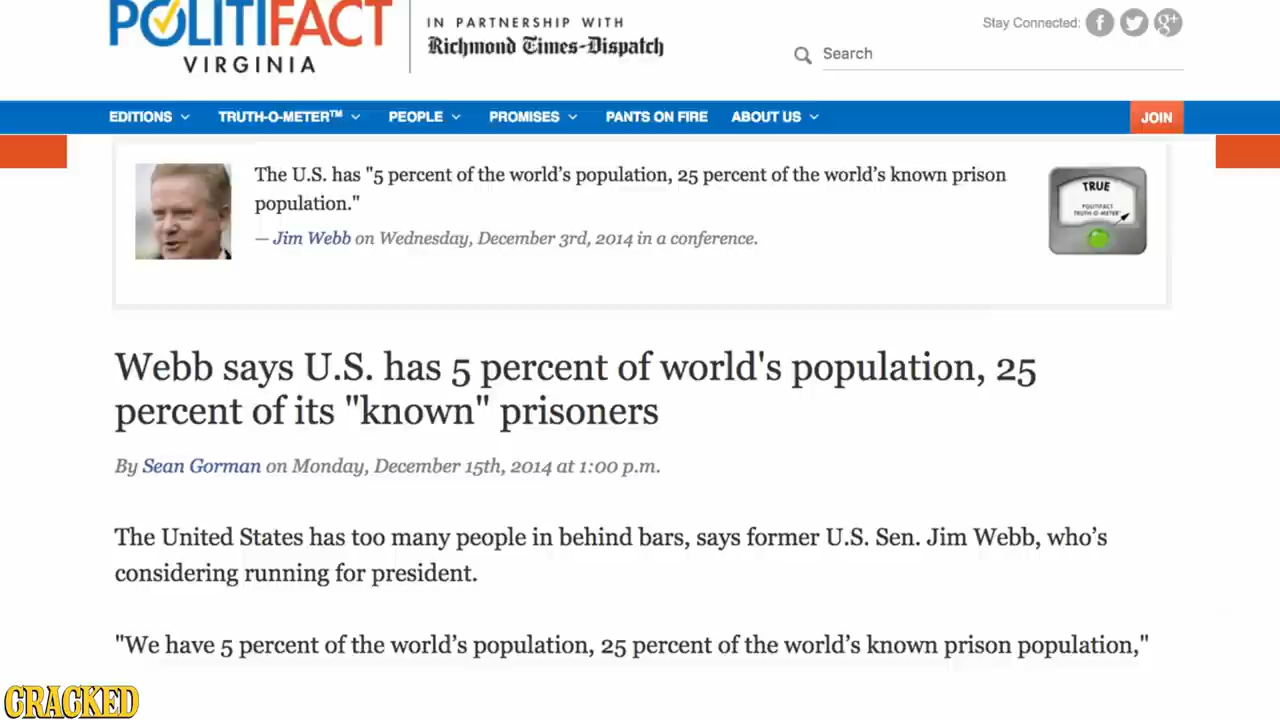 POLITIFACT
VIRGINIA
IN PARTNERSHIP WITH
Richmond Times-Dispatch
Stay Connected:
Search
EDITIONS
TRUTH-O-METER™
PEOPLE
PROMISES
PANTS ON FIRE
ABOUT US
JOIN
The U.S. has "5 percent of the world's population, 25 percent of the world's known prison
population."
— Jim Webb on Wednesday, December 3rd, 2014 in a conference.
TRUE
POLITIFACT
TRUTH-O-METER™
Webb says U.S. has 5 percent of world's population, 25
percent of its "known" prisoners
By Sean Gorman on Monday, December 15th, 2014 at 1:00 p.m.
The United States has too many people in behind bars, says former U.S. Sen. Jim Webb, who's
considering running for president.
"We have 5 percent of the world's population, 25 percent of the world's known prison population,"
CRACKED